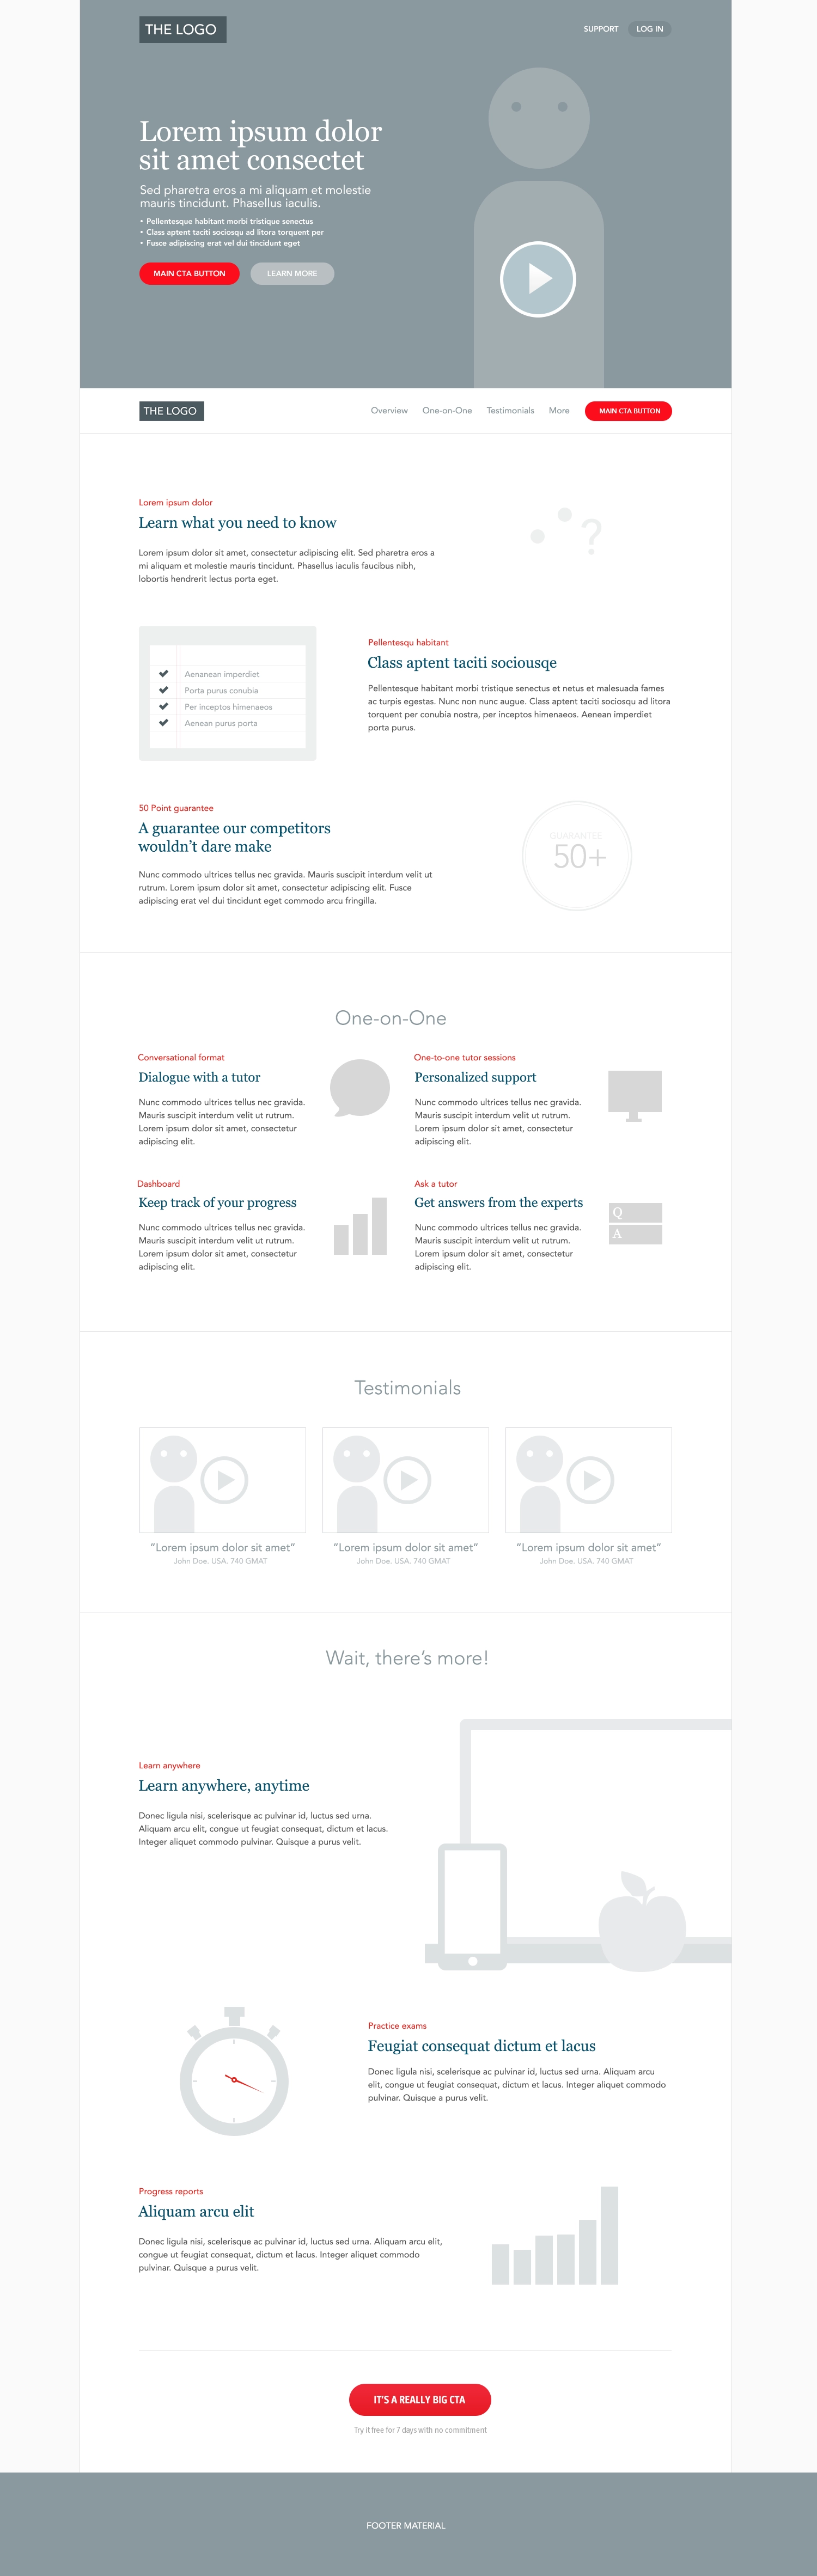 THE LOGO
SUPPORT
LOG IN
Lorem ipsum dolor
sit amet consectet
Sed pharetra eros a mi aliquam et molestie
mauris tincidunt. Phasellus iaculis.
• Pellentesque habitant morbi tristique senectus
• Class aptent taciti sociosqu ad litora torquent per
• Fusce adipiscing erat vel dui tincidunt eget
MAIN CTA BUTTON
LEARN MORE
THE LOGO
Overview
One-on-One
Testimonials
More
MAIN CTA BUTTON
Lorem ipsum dolor
Learn what you need to know
Lorem ipsum dolor sit amet, consectetur adipiscing elit. Sed pharetra eros a
mi aliquam et molestie mauris tincidunt. Phasellus iaculis faucibus nibh,
lobortis hendrerit lectus porta eget.
?
Aenanean imperdiet
Porta purus conubia
Per inceptos himenaeos
Aenean purus porta
Pellentesqu habitant
Class aptent taciti sociousqe
Pellentesque habitant morbi tristique senectus et netus et malesuada fames
ac turpis egestas. Nunc non nunc augue. Class aptent taciti sociosqu ad litora
torquent per conubia nostra, per inceptos himenaeos. Aenean imperdiet
porta purus.
50 Point guarantee
A guarantee our competitors
wouldn’t dare make
Nunc commodo ultrices tellus nec gravida. Mauris suscipit interdum velit ut
rutrum. Lorem ipsum dolor sit amet, consectetur adipiscing elit. Fusce
adipiscing erat vel dui tincidunt eget commodo arcu fringilla.
GUARANTEE
50+
One-on-One
Conversational format
Dialogue with a tutor
Nunc commodo ultrices tellus nec gravida.
Mauris suscipit interdum velit ut rutrum.
Lorem ipsum dolor sit amet, consectetur
adipiscing elit.
One-to-one tutor sessions
Personalized support
Nunc commodo ultrices tellus nec gravida.
Mauris suscipit interdum velit ut rutrum.
Lorem ipsum dolor sit amet, consectetur
adipiscing elit.
Dashboard
Keep track of your progress
Nunc commodo ultrices tellus nec gravida.
Mauris suscipit interdum velit ut rutrum.
Lorem ipsum dolor sit amet, consectetur
adipiscing elit.
Ask a tutor
Get answers from the experts
Nunc commodo ultrices tellus nec gravida.
Mauris suscipit interdum velit ut rutrum.
Lorem ipsum dolor sit amet, consectetur
adipiscing elit.
Q
A
Testimonials
“Lorem ipsum dolor sit amet“
John Doe. USA. 740 GMAT
“Lorem ipsum dolor sit amet“
John Doe. USA. 740 GMAT
“Lorem ipsum dolor sit amet“
John Doe. USA. 740 GMAT
Wait, there’s more!
Learn anywhere
Learn anywhere, anytime
Donec ligula nisi, scelerisque ac pulvinar id, luctus sed urna.
Aliquam arcu elit, congue ut feugiat consequat, dictum et lacus.
Integer aliquet commodo pulvinar. Quisque a purus velit.
Practice exams
Feugiat consequat dictum et lacus
Donec ligula nisi, scelerisque ac pulvinar id, luctus sed urna. Aliquam arcu
elit, congue ut feugiat consequat, dictum et lacus. Integer aliquet commodo
pulvinar. Quisque a purus velit.
Progress reports
Aliquam arcu elit
Donec ligula nisi, scelerisque ac pulvinar id, luctus sed urna. Aliquam arcu elit,
congue ut feugiat consequat, dictum et lacus. Integer aliquet commodo
pulvinar. Quisque a purus velit.
IT’S A REALLY BIG CTA
Try it free for 7 days with no commitment
FOOTER MATERIAL